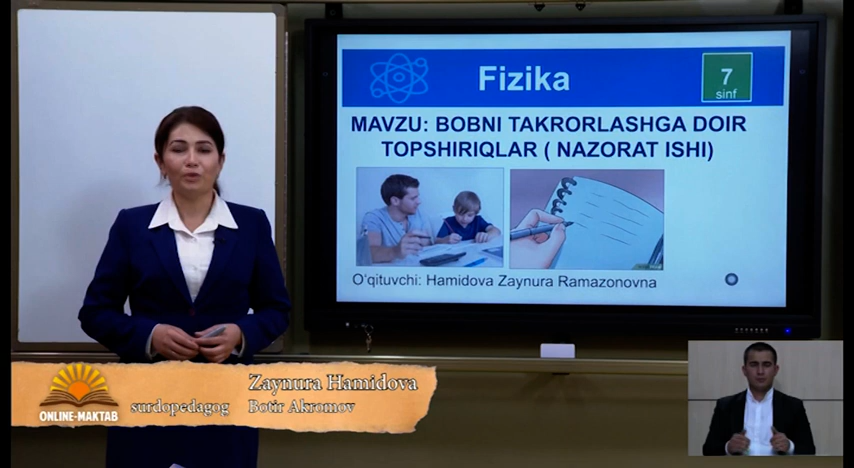 Fizika
7
sinf
MAVZU: BOBNI TAKRORLASHGA DOIR
TOPSHIRIQLAR ( NAZORAT ISHI)
O'qituvchi: Hamidova Zaynura Ramazonovna
Zaynura Hamidova
ONLINE-MAKTAB
surdopedagog Botir Akromov